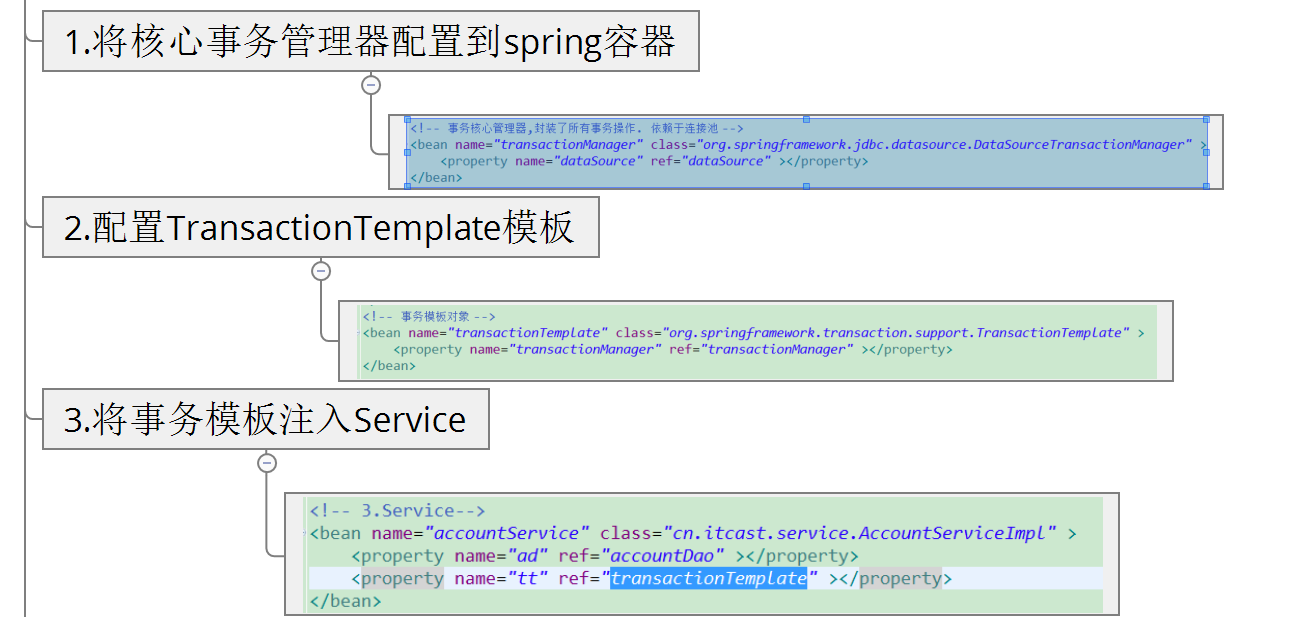 1.将核心事务管理器配置到spring容器
<!-- 事务核心管理器,封装了所有事务操作. 依赖于连接池 -->
<bean name="transactionManager" class="org.springframework.jdbc.datasource.DataSourceTransactionManager" >
<property name="dataSource" ref="dataSource" ></property>
</bean>
2.配置TransactionTemplate模板
<!-- 事务模板对象 -->
<bean name="transactionTemplate" class="org.springframework.transaction.support.TransactionTemplate" >
<property name="transactionManager" ref="transactionManager" ></property>
</bean>
3.将事务模板注入Service
<!-- 3.Service-->
<bean name="accountService" class="cn.itcast.service.AccountServiceImpl" >
<property name="ad" ref="accountDao" ></property>
<property name="tt" ref="transactionTemplate" ></property>
</bean>